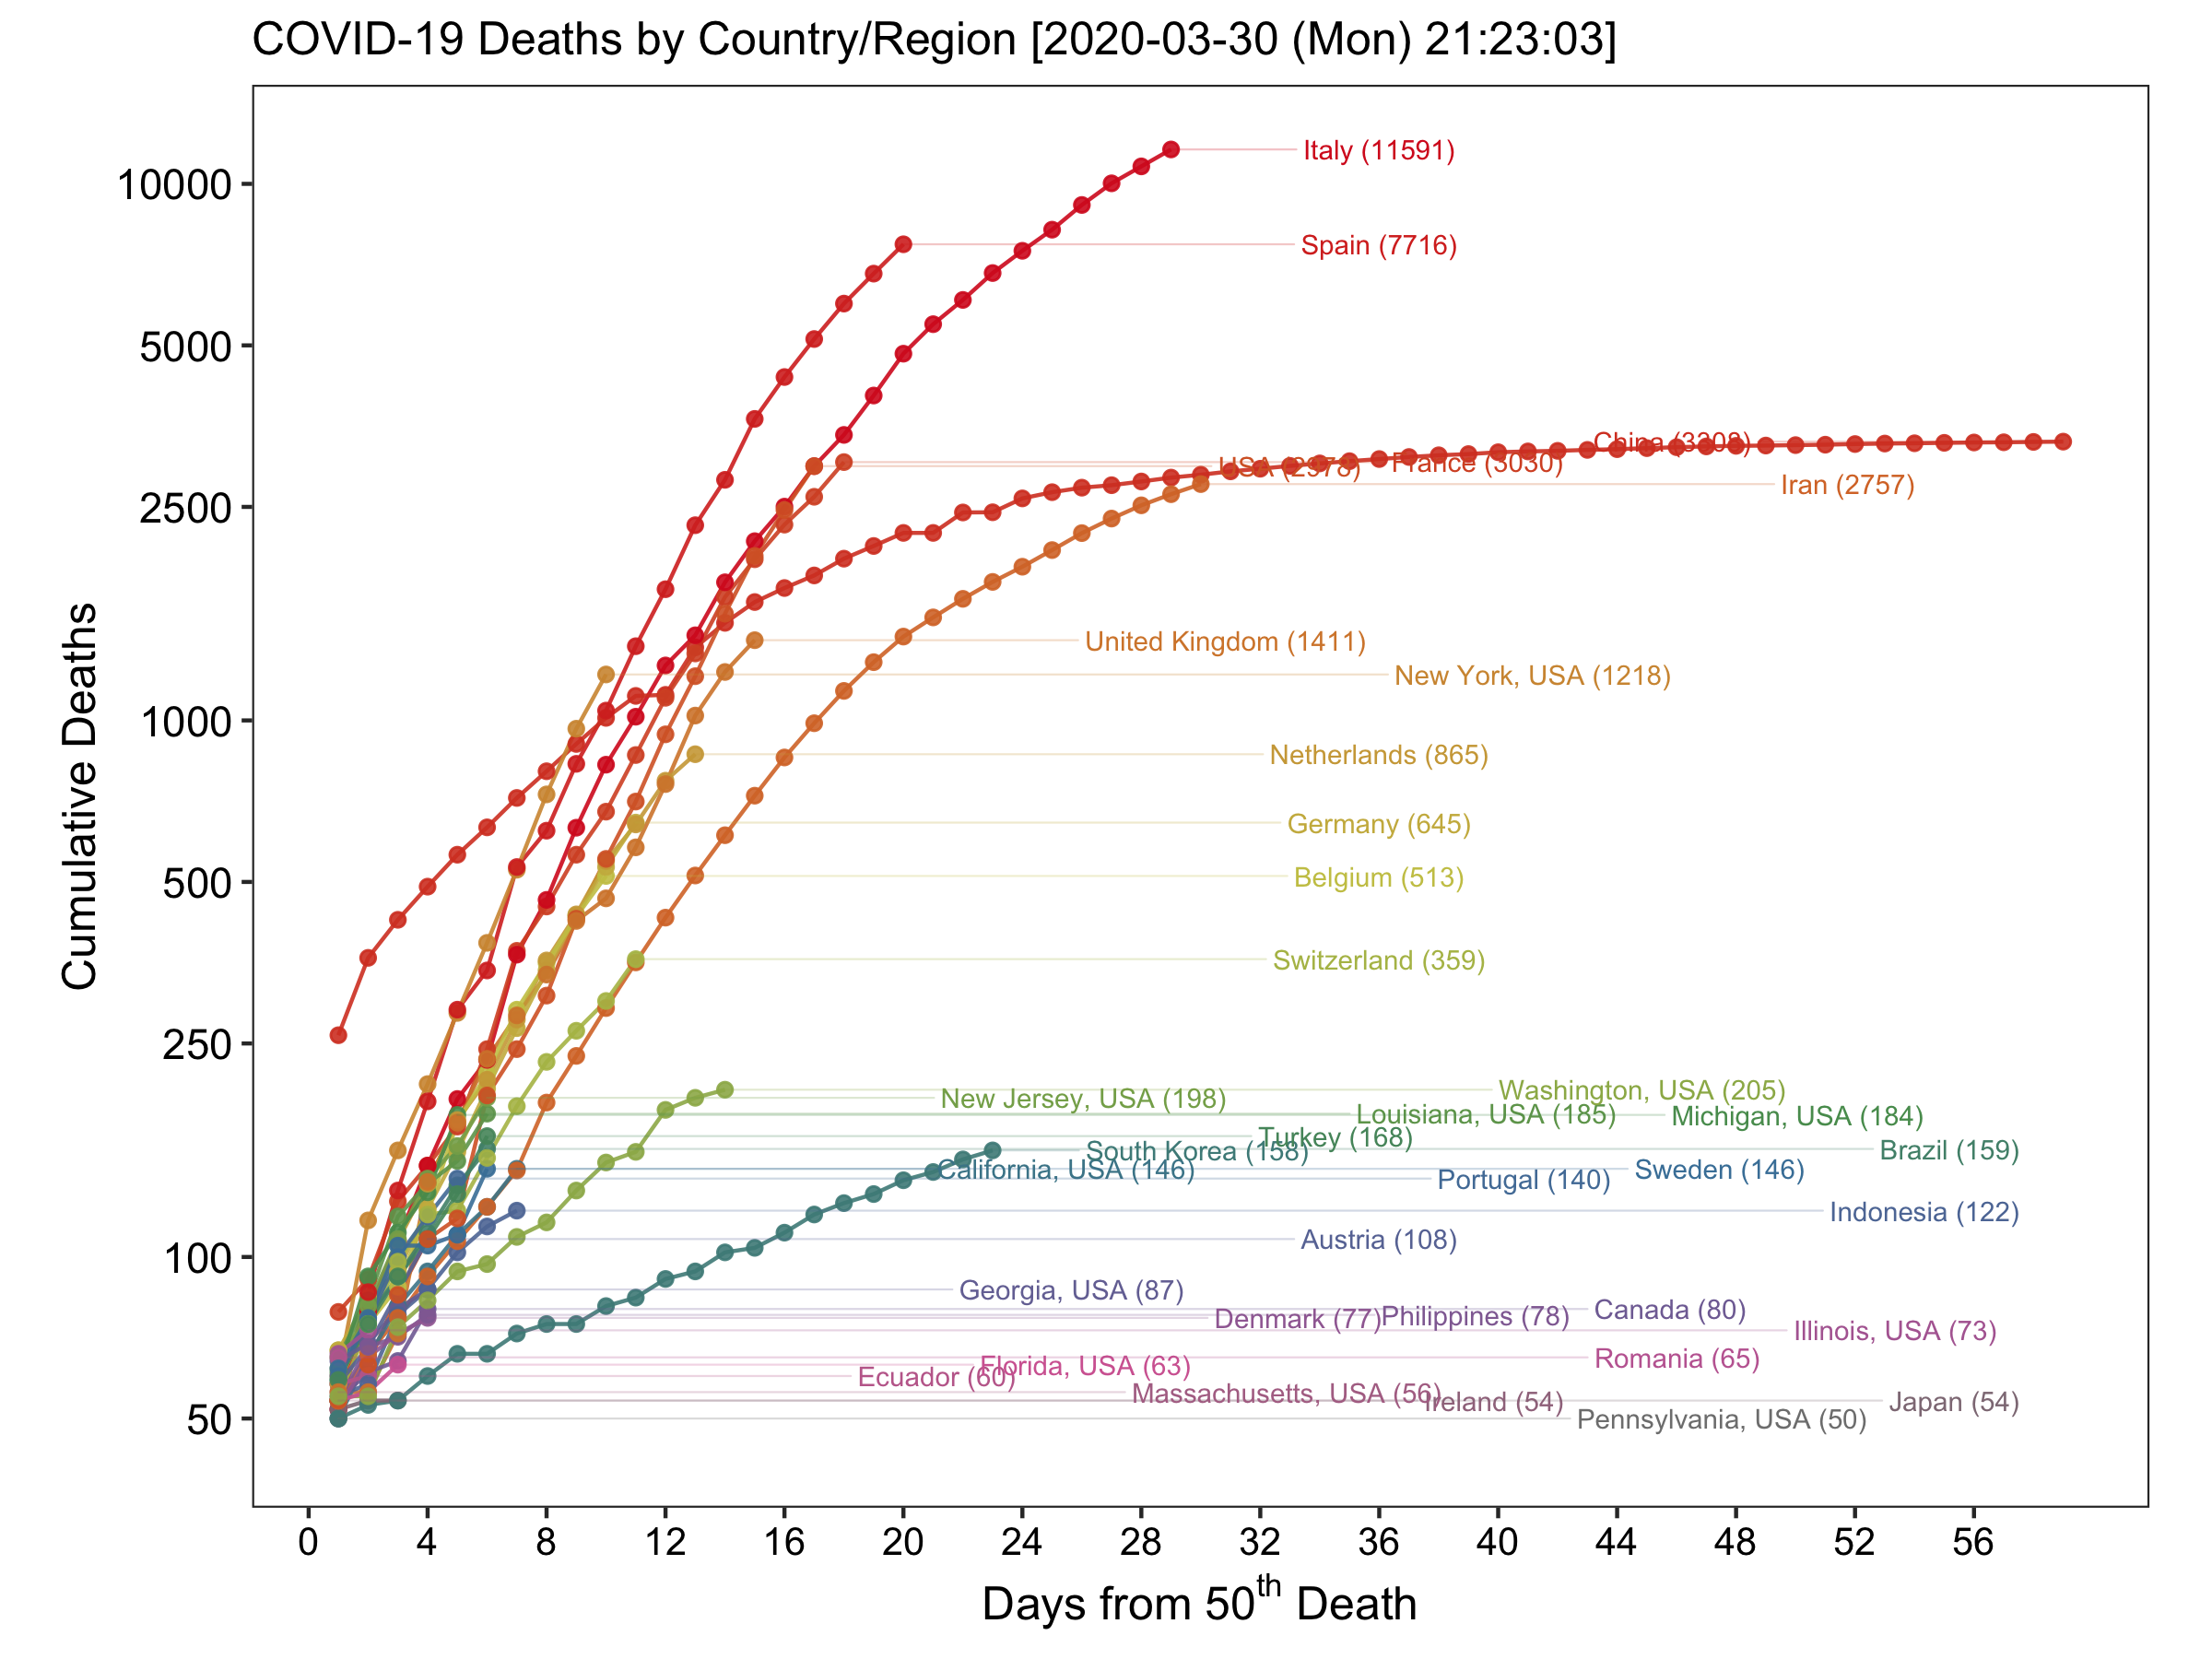 COVID-19 Deaths by Country/Region [2020-03-30 (Mon) 21:23:03]
Cumulative Deaths
10000
5000
2500
1000
500
250
100
50
Italy (11591)
Spain (7716)
China (3308)
USA (2978)
France (3030)
Iran (2757)
United Kingdom (1411)
New York, USA (1218)
Netherlands (865)
Germany (645)
Belgium (513)
Switzerland (359)
Washington, USA (205)
New Jersey, USA (198)
Louisiana, USA (185)
Michigan, USA (184)
Turkey (168)
South Korea (158)
Brazil (159)
California, USA (146)
Sweden (146)
Portugal (140)
Indonesia (122)
Austria (108)
Georgia, USA (87)
Canada (80)
Denmark (77)
Philippines (78)
Illinois, USA (73)
Romania (65)
Florida, USA (63)
Ecuador (60)
Massachusetts, USA (56)
Ireland (54)
Japan (54)
Pennsylvania, USA (50)
0 4 8 12 16 20 24 28 32 36 40 44 48 52 56
Days from 50th Death